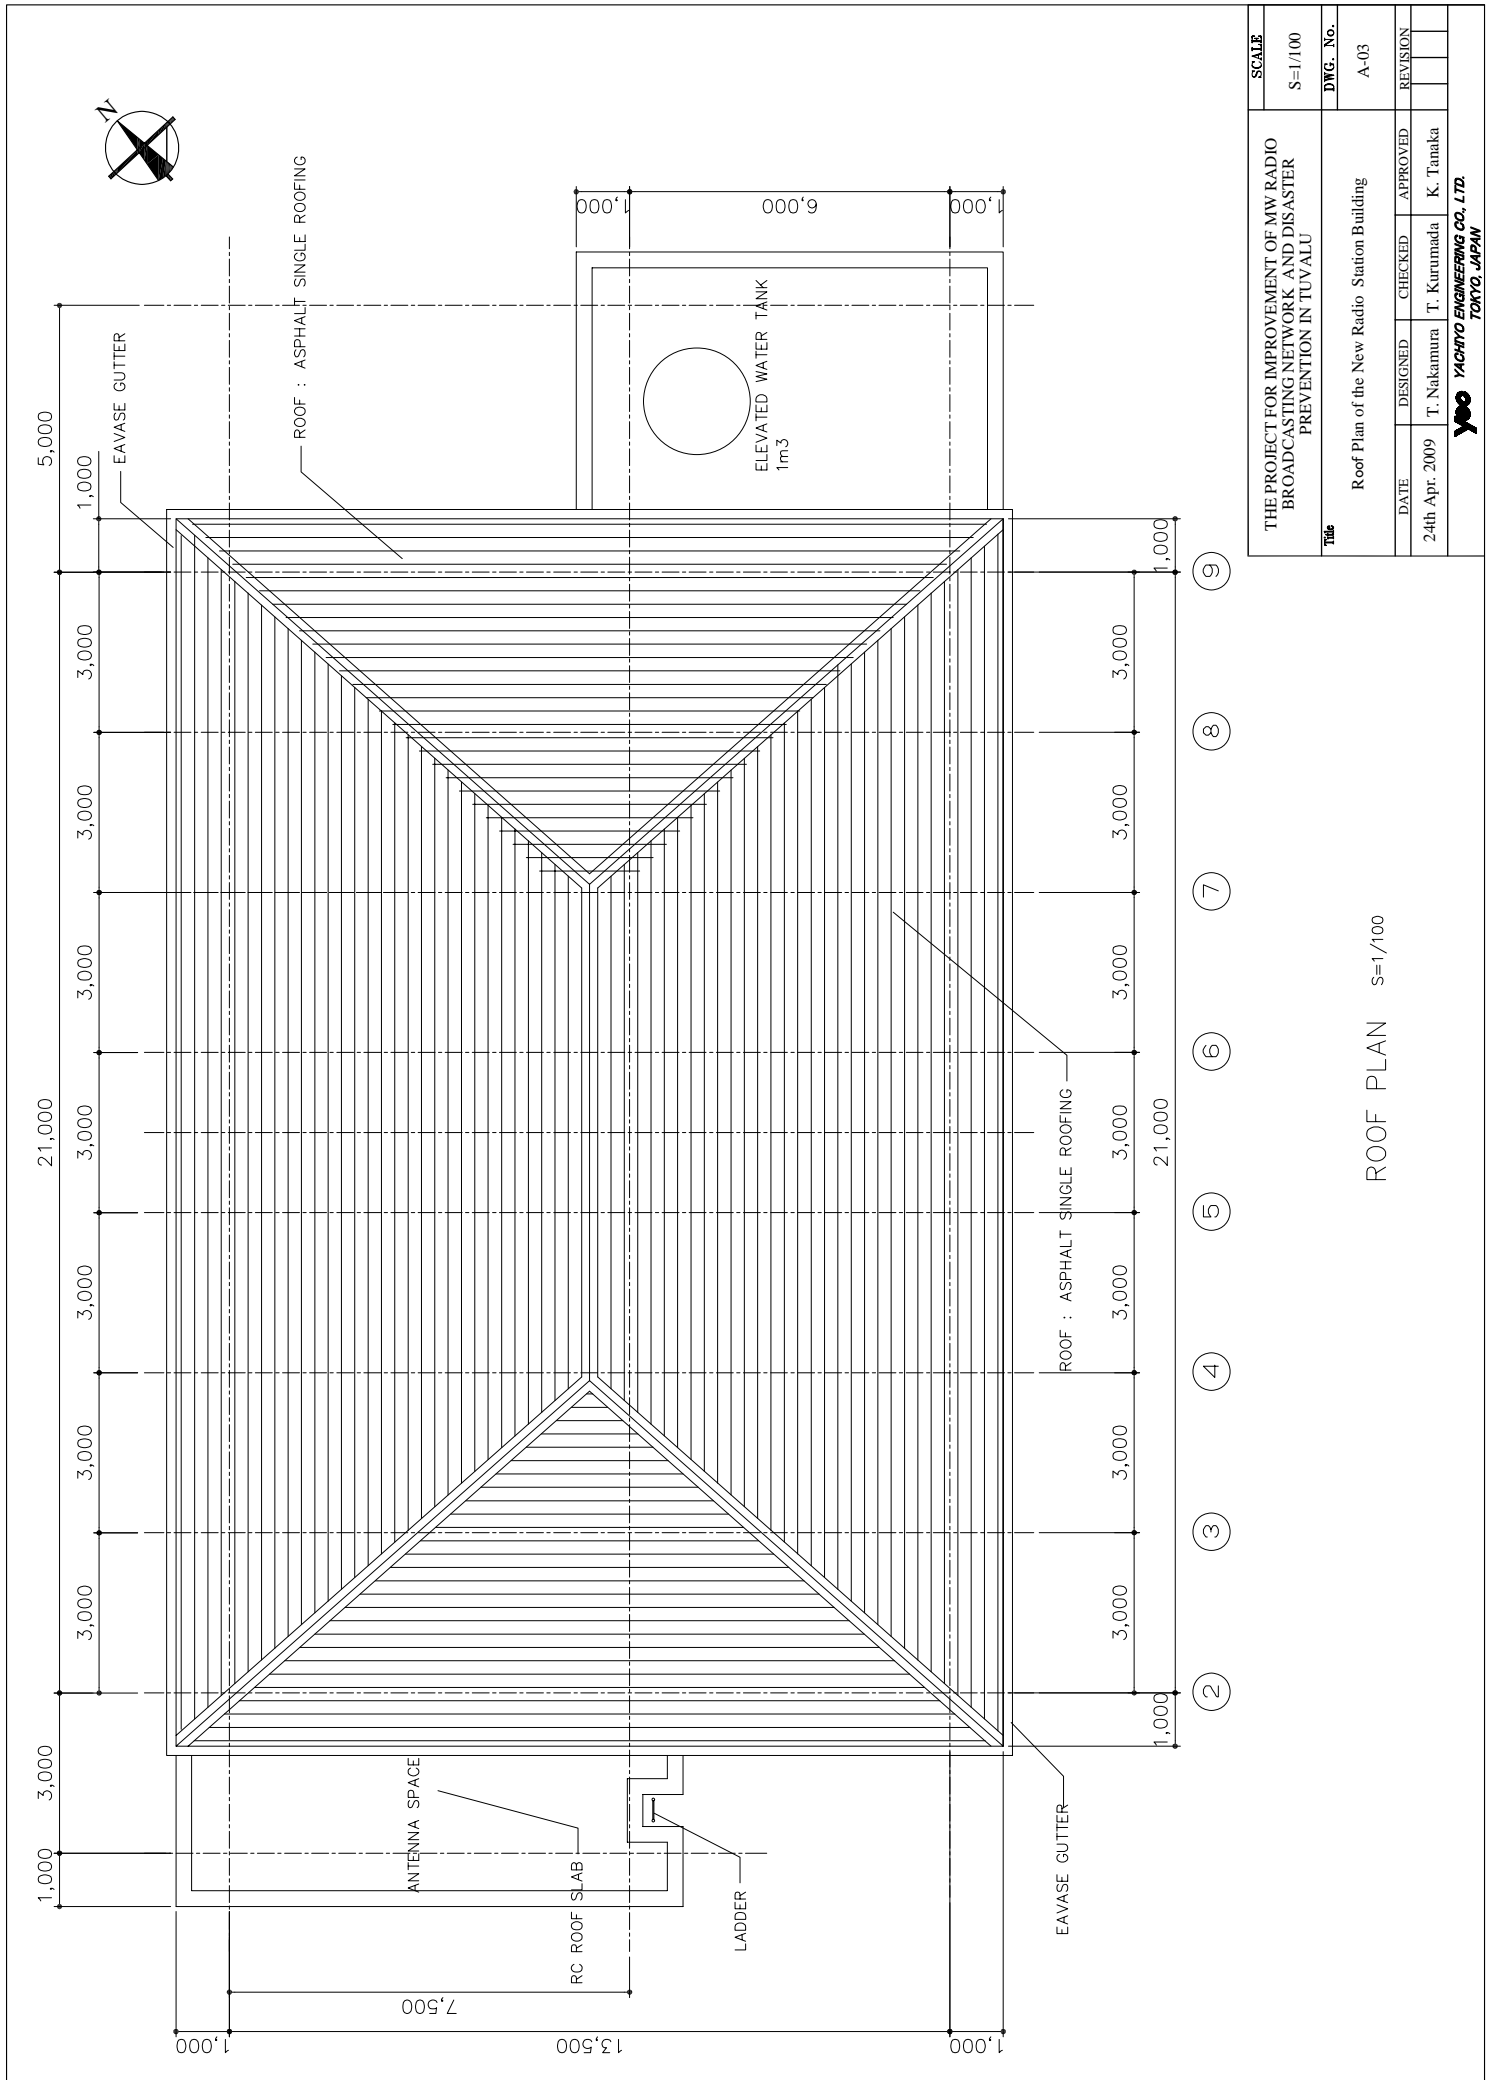 N
5,000
21,000
3,000
1,000
1,000
3,000
3,000
3,000
3,000
3,000
3,000
3,000
EAVASE GUTTER
ROOF : ASPHALT SINGLE ROOFING
1,000
6,000
1,000
ELEVATED WATER TANK
1m3
ANTENNA SPACE
RC ROOF SLAB
LADDER
7,500
1,000
13,500
1,000
EAVASE GUTTER
ROOF : ASPHALT SINGLE ROOFING
3,000
3,000
3,000
3,000
3,000
3,000
3,000
1,000
21,000
1,000
2
3
4
5
6
7
8
9
ROOF PLAN S=1/100
THE PROJECT FOR IMPROVEMENT OF MW RADIO
BROADCASTING NETWORK AND DISASTER
PREVENTION IN TUVALU
SCALE
S=1/100
Title
Roof Plan of the New Radio Station Building
DWG. No.
A-03
DATE DESIGNED CHECKED APPROVED REVISION
24th Apr. 2009 T. Nakamura T. Kurumada K. Tanaka
yeo YACHIYO ENGINEERING CO., LTD.
TOKYO, JAPAN